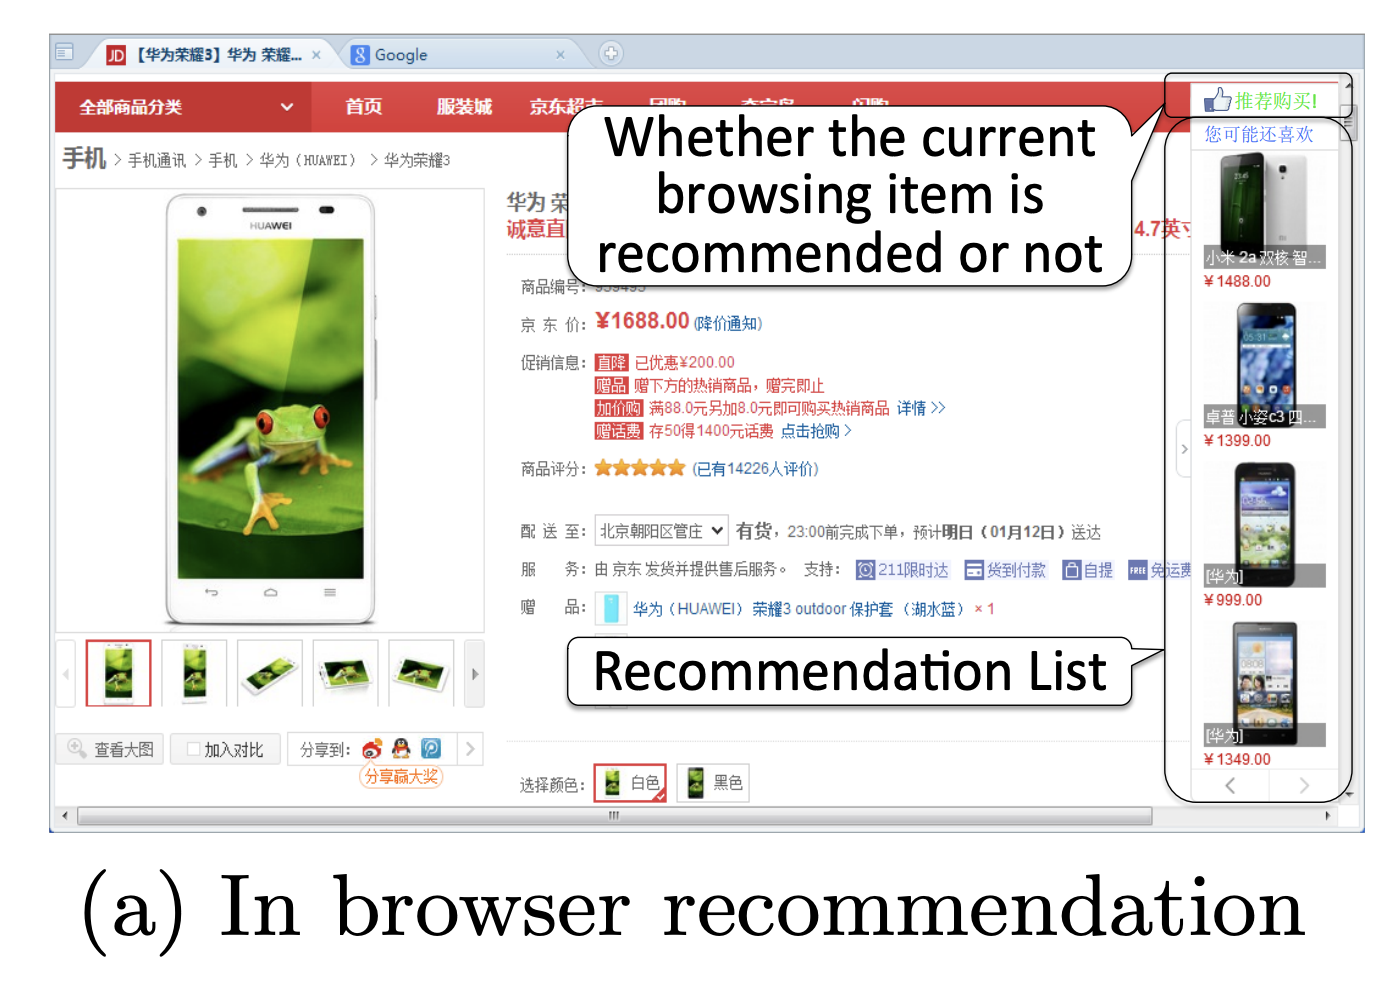 【华为荣耀3】华为 荣耀... ×
Google ×
全部商品分类 首页 服装城 京东超市
推荐购买!
您可能还喜欢
手机 > 手机通讯 > 手机 > 华为（HUAWEI） > 华为荣耀3
Whether the current
browsing item is
recommended or not
华为 荣
诚意直
4.7英寸
HUAWEI
小米 2a 双核 智...
¥1488.00
商品编号: 959495
京东价: ¥1688.00 (降价通知)
促销信息: 直降 已优惠¥200.00
赠品 赠下方的热销商品，赠完即止
加价购 满88.0元另加8.0元即可购买热销商品 详情 >>
赠话费 存50得1400元话费 点击抢购 >
卓普 小姿c3 四...
¥1399.00
商品评分: (已有14226人评价)
配送至: 北京朝阳区管庄 有货，23:00前完成下单，预计明日（01月12日）送达
服务: 由 京东 发货并提供售后服务。 支持: 211限时达 货到付款 自提 FREE 免运费
[华为]
¥999.00
赠品: 华为（HUAWEI）荣耀3 outdoor 保护套 （湖水蓝） × 1
Recommendation List
[华为]
¥1349.00
查看大图 加入对比 分享到:
分享赢大奖
选择颜色: 白色 黑色
(a) In browser recommendation